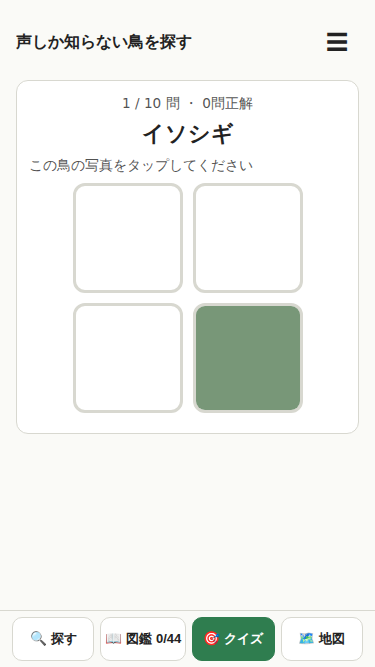 声しか知らない鳥を探す
1 / 10 問 · 0問正解
イソシギ
この鳥の写真をタップしてください
探す
図鑑 0/44
クイズ
地図